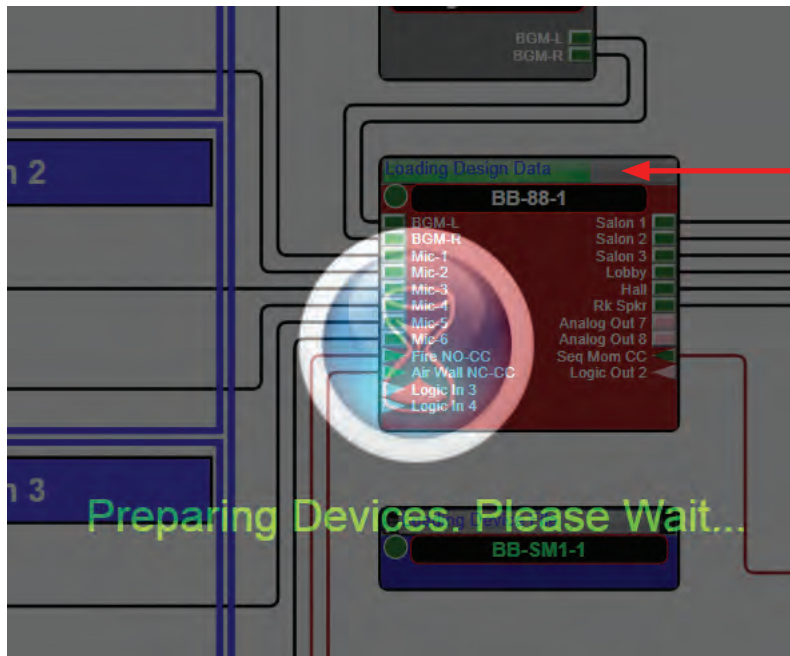 BGM-L
BGM-R
n 2
Loading Design Data
BB-88-1
BGM-L
BGM-R
Mic-1
Mic-2
Mic-3
Mic-4
Mic-5
Mic-6
Fire NO-CC
Air Wall NC-CC
Logic In 3
Logic In 4
Salon 1
Salon 2
Salon 3
Lobby
Hall
Rk Spkr
Analog Out 7
Analog Out 8
Seq Mom CC
Logic Out 2
n 3
Preparing Devices. Please Wait...
BB-SM1-1